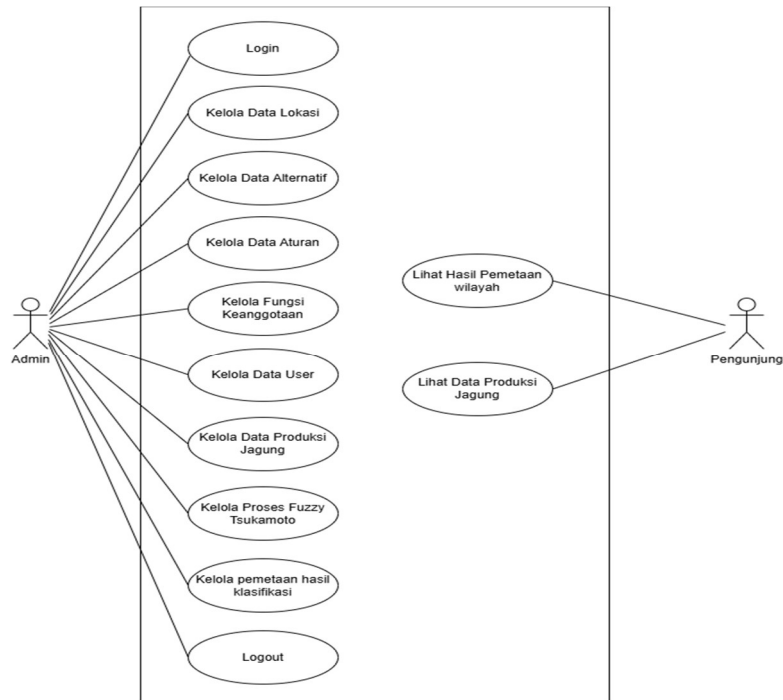 Login
Kelola Data Lokasi
Kelola Data Alternatif
Kelola Data Aturan
Kelola Fungsi
Keanggotaan
Kelola Data User
Kelola Data Produksi
Jagung
Kelola Proses Fuzzy
Tsukamoto
Kelola pemetaan hasil
klasifikasi
Logout
Admin
Lihat Hasil Pemetaan
wilayah
Lihat Data Produksi
Jagung
Pengunjung